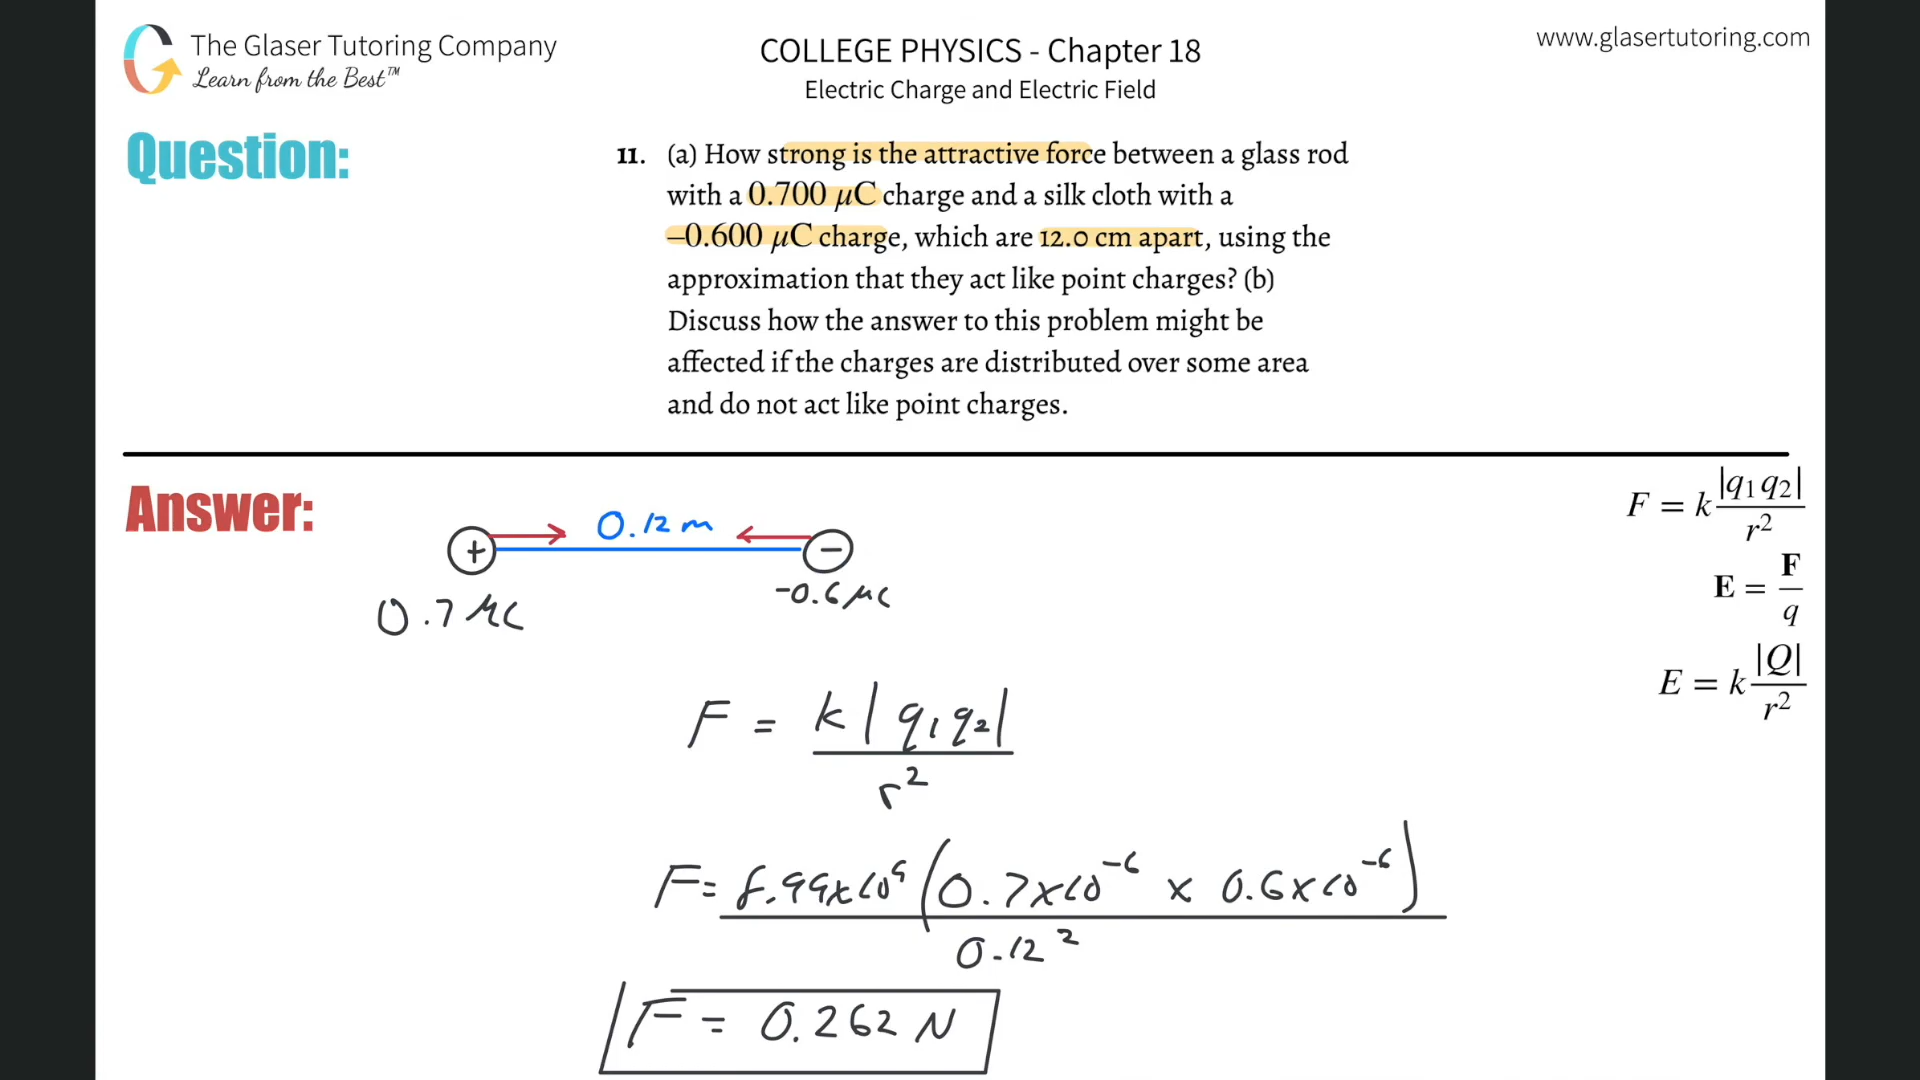 The Glaser Tutoring Company
Learn from the Best™
COLLEGE PHYSICS - Chapter 18
Electric Charge and Electric Field
www.glasertutoring.com
Question:
11. (a) How strong is the attractive force between a glass rod
with a 0.700 μC charge and a silk cloth with a
–0.600 μC charge, which are 12.0 cm apart, using the
approximation that they act like point charges? (b)
Discuss how the answer to this problem might be
affected if the charges are distributed over some area
and do not act like point charges.
Answer:
+ 0.12 m −
0.7 μC
-0.6 μC
F = k |q₁q₂| / r²
F = 8.99x10⁹ (0.7x10⁻⁶ x 0.6x10⁻⁶) / 0.12²
F = 0.262 N
F = k |q₁q₂| / r²
E = F / q
E = k |Q| / r²